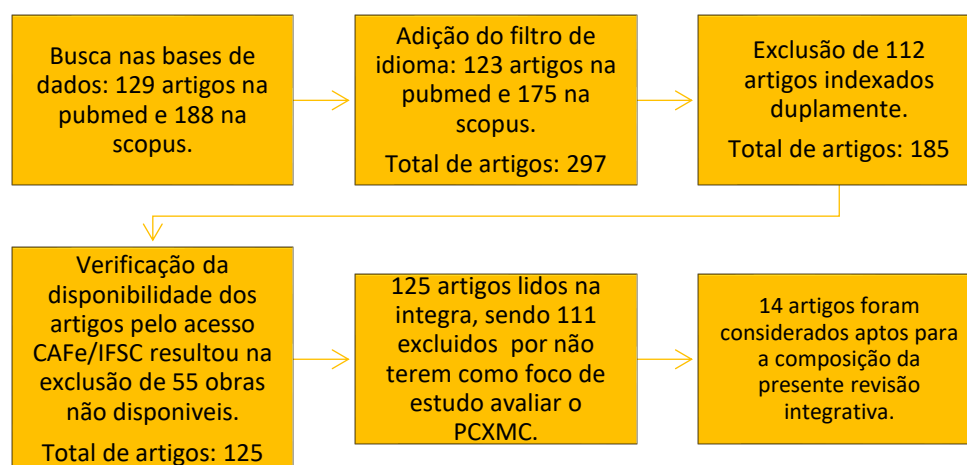 Busca nas bases de
dados: 129 artigos na
pubmed e 188 na
scopus.
Adição do filtro de
idioma: 123 artigos na
pubmed e 175 na
scopus.
Total de artigos: 297
Exclusão de 112
artigos indexados
duplamente.
Total de artigos: 185
Verificação da
disponibilidade dos
artigos pelo acesso
CAFe/IFSC resultou na
exclusão de 55 obras
não disponiveis.
Total de artigos: 125
125 artigos lidos na
integra, sendo 111
excluidos por não
terem como foco de
estudo avaliar o
PCXMC.
14 artigos foram
considerados aptos para
a composição da
presente revisão
integrativa.